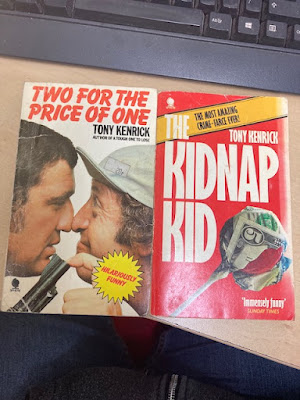 TWO FOR THE
PRICE OF ONE
TONY KENRICK
AUTHOR OF A TOUGH ONE TO LOSE
HILARIOUSLY
FUNNY
THE MOST AMAZING
CRIME-FARCE EVER!
TONY KENRICK
THE
KIDNAP
KID
'Immensely funny'
SUNDAY TIMES